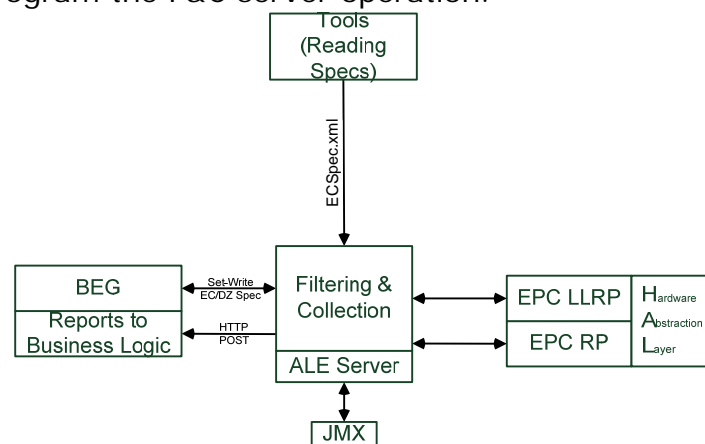 Tools
(Reading
Specs)
ECSpec.xml
BEG
Reports to
Business Logic
Set-Write
EC/DZ Spec
HTTP
POST
Filtering &
Collection
ALE Server
EPC LLRP
EPC RP
Hardware
Abstraction
Layer
JMX